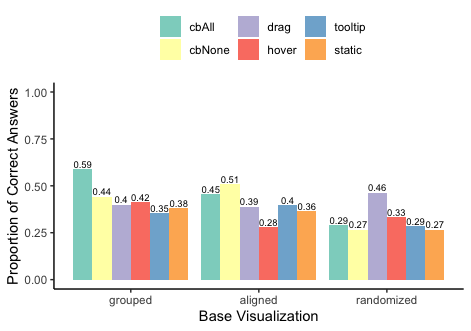 cbAll drag tooltip
cbNone hover static
Proportion of Correct Answers
1.00
0.75
0.50
0.25
0.00
0.59 0.44 0.4 0.42 0.35 0.38
0.45 0.51 0.39 0.28 0.4 0.36
0.29 0.27 0.46 0.33 0.29 0.27
grouped aligned randomized
Base Visualization